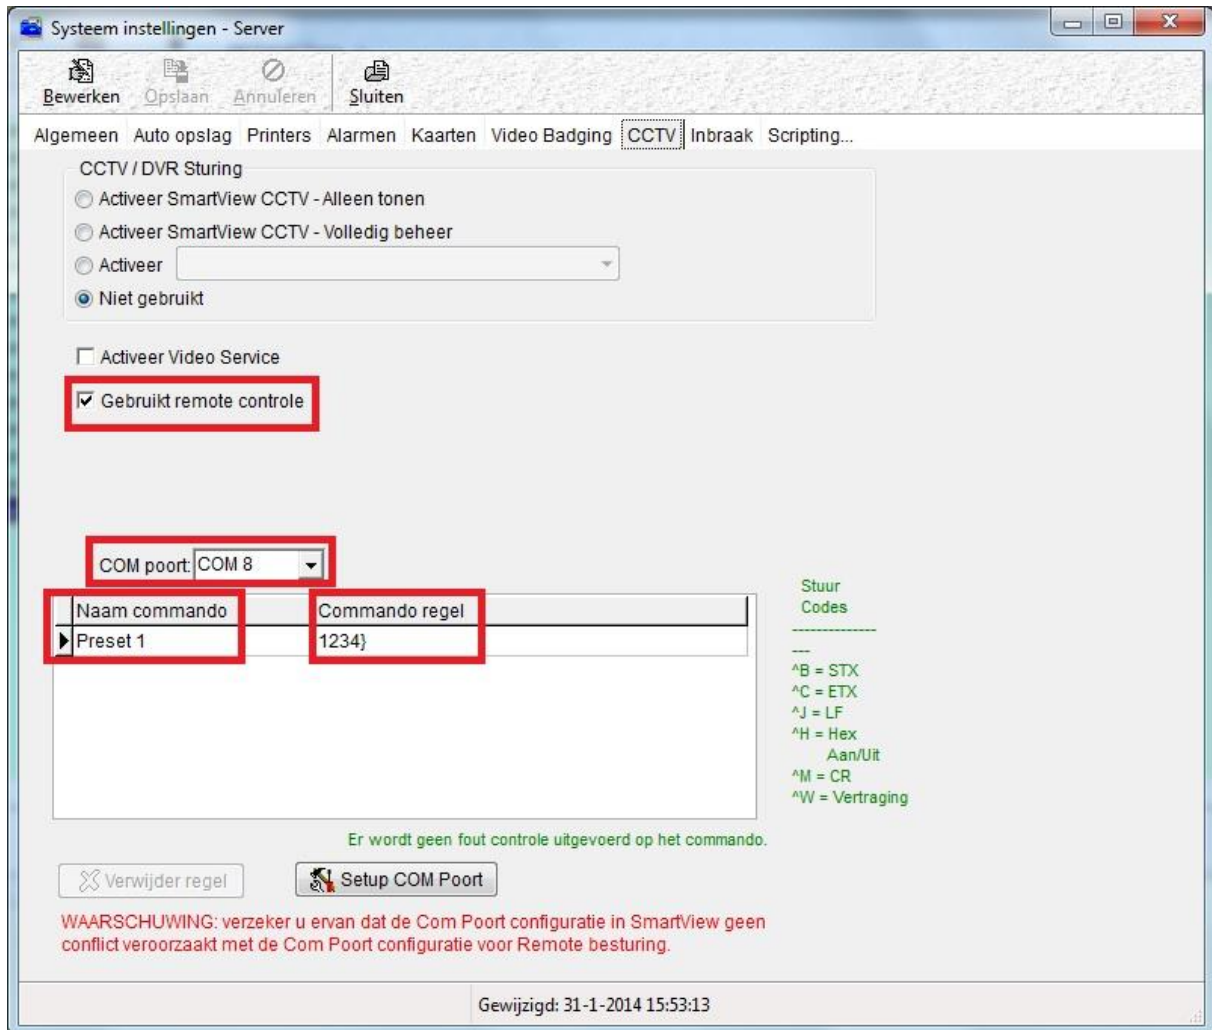 Systeem instellingen - Server
Bewerken Opslaan Annuleren Sluiten
Algemeen Auto opslag Printers Alarmen Kaarten Video Badging CCTV Inbraak Scripting...
CCTV / DVR Sturing
Activeer SmartView CCTV - Alleen tonen
Activeer SmartView CCTV - Volledig beheer
Activeer
Niet gebruikt
Activeer Video Service
Gebruikt remote controle
COM poort: COM 8
Naam commando Commando regel
Preset 1 1234}
Stuur
Codes
--------------
---
^B = STX
^C = ETX
^J = LF
^H = Hex
Aan/Uit
^M = CR
^W = Vertraging
Er wordt geen fout controle uitgevoerd op het commando.
Verwijder regel Setup COM Poort
WAARSCHUWING: verzeker u ervan dat de Com Poort configuratie in SmartView geen
conflict veroorzaakt met de Com Poort configuratie voor Remote besturing.
Gewijzigd: 31-1-2014 15:53:13